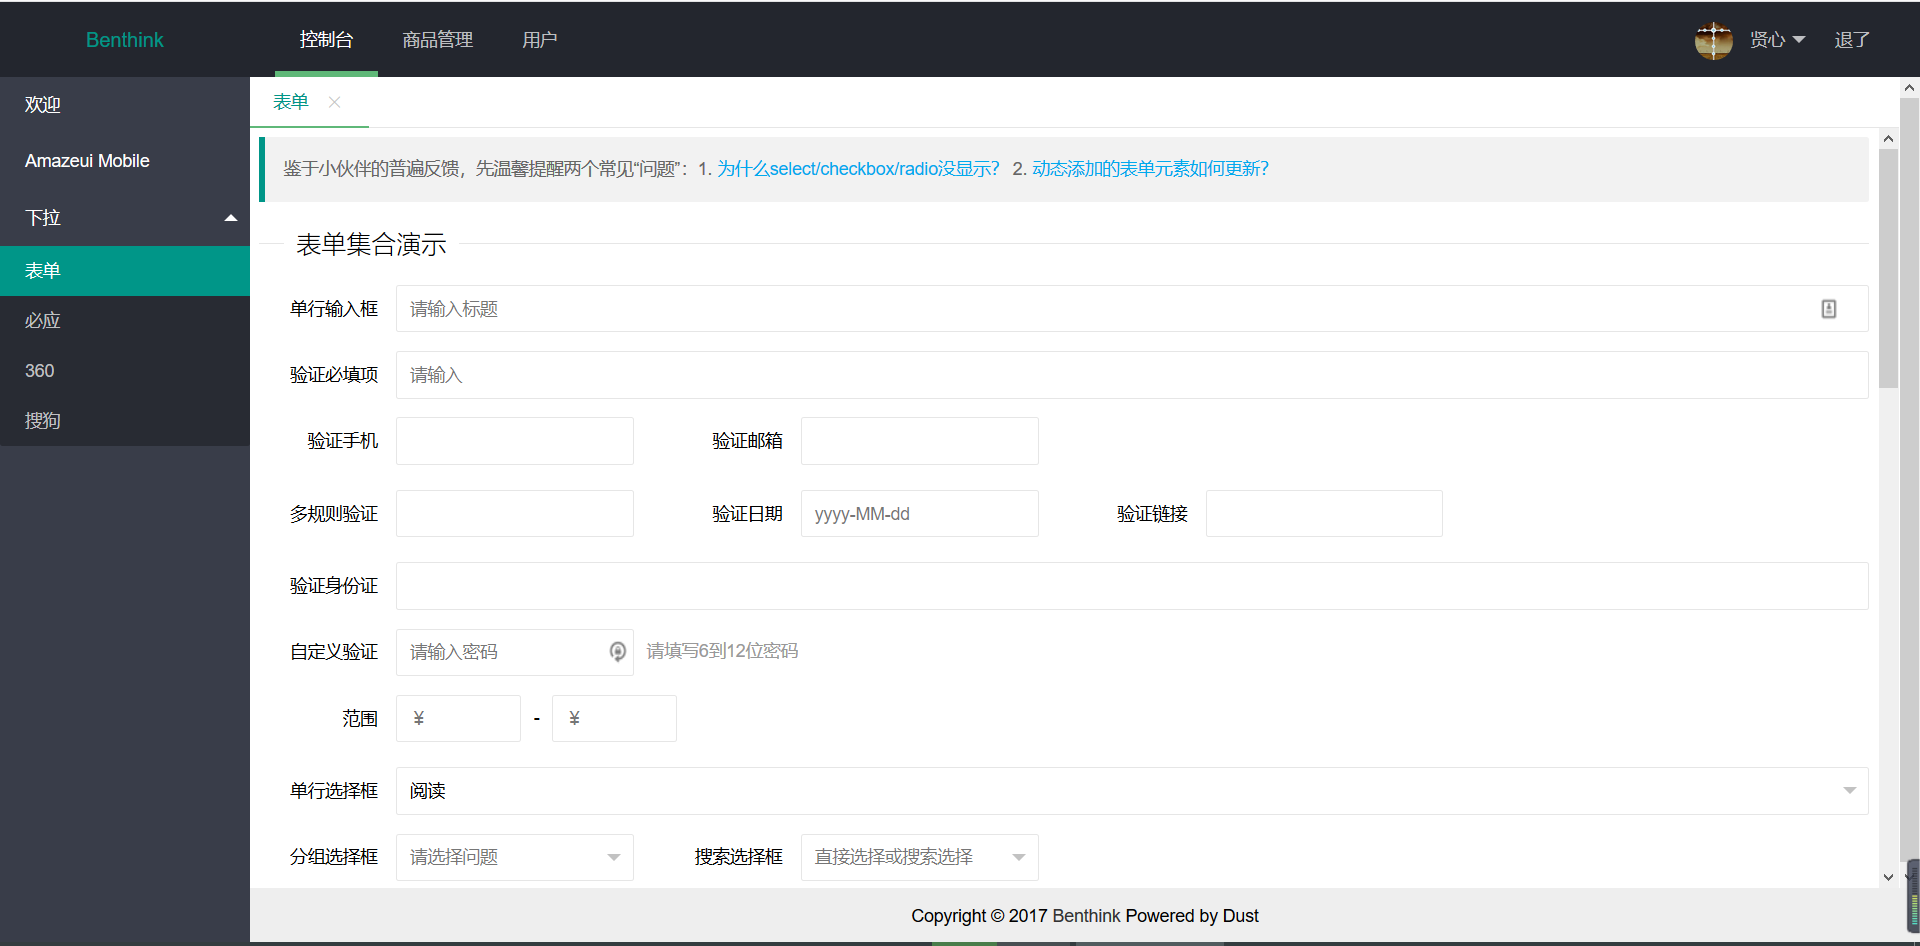 Benthink 控制台 商品管理 用户 贤心 退了
欢迎
Amazeui Mobile
下拉
表单
必应
360
搜狗
表单
鉴于小伙伴的普遍反馈，先温馨提醒两个常见“问题”：1. 为什么select/checkbox/radio没显示？ 2. 动态添加的表单元素如何更新？
表单集合演示
单行输入框 请输入标题
验证必填项 请输入
验证手机 验证邮箱
多规则验证 验证日期 yyyy-MM-dd 验证链接
验证身份证
自定义验证 请输入密码 请填写6到12位密码
范围 ¥ - ¥
单行选择框 阅读
分组选择框 请选择问题 搜索选择框 直接选择或搜索选择
Copyright © 2017 Benthink Powered by Dust